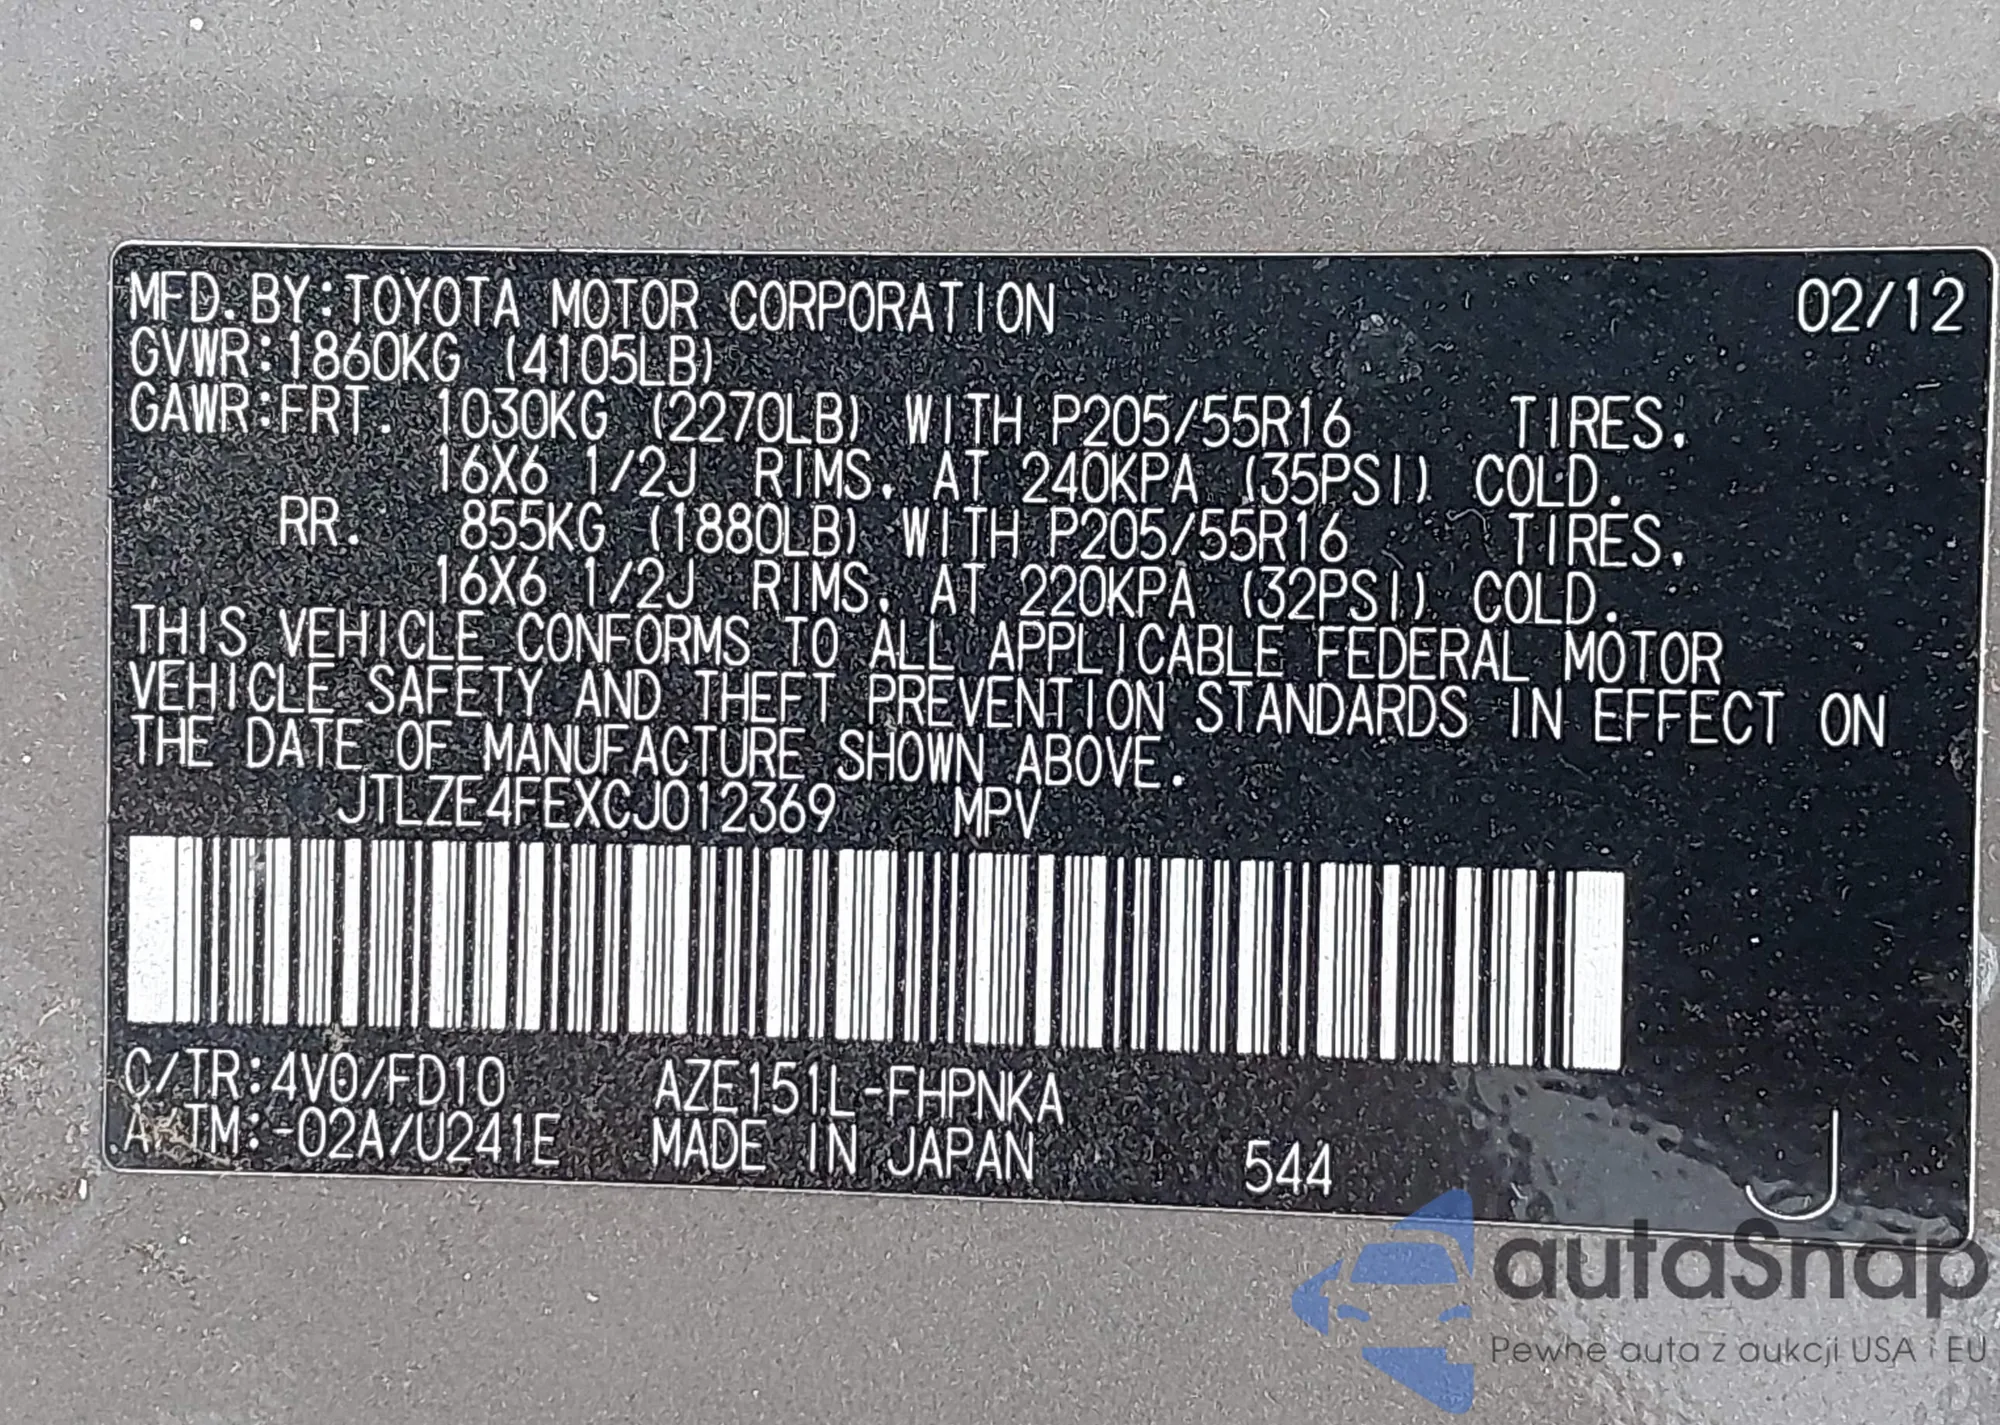 MFD. BY:TOYOTA MOTOR CORPORATION 02/12
GVWR:1860KG (4105LB)
GAWR:FRT. 1030KG (2270LB) WITH P205/55R16 TIRES.
16X6 1/2J RIMS. AT 240KPA (35PSI) COLD.
RR. 855KG (1880LB) WITH P205/55R16 TIRES.
16X6 1/2J RIMS. AT 220KPA (32PSI) COLD.
THIS VEHICLE CONFORMS TO ALL APPLICABLE FEDERAL MOTOR
VEHICLE SAFETY AND THEFT PREVENTION STANDARDS IN EFFECT ON
THE DATE OF MANUFACTURE SHOWN ABOVE.
JTLZE4FEXCJ012369 MPV
C/TR:4V0/FD10 AZE151L-FHPNKA
A/TM:-02A/U241E MADE IN JAPAN 544 J
autaSnap
Pewne auta z aukcji USA i EU